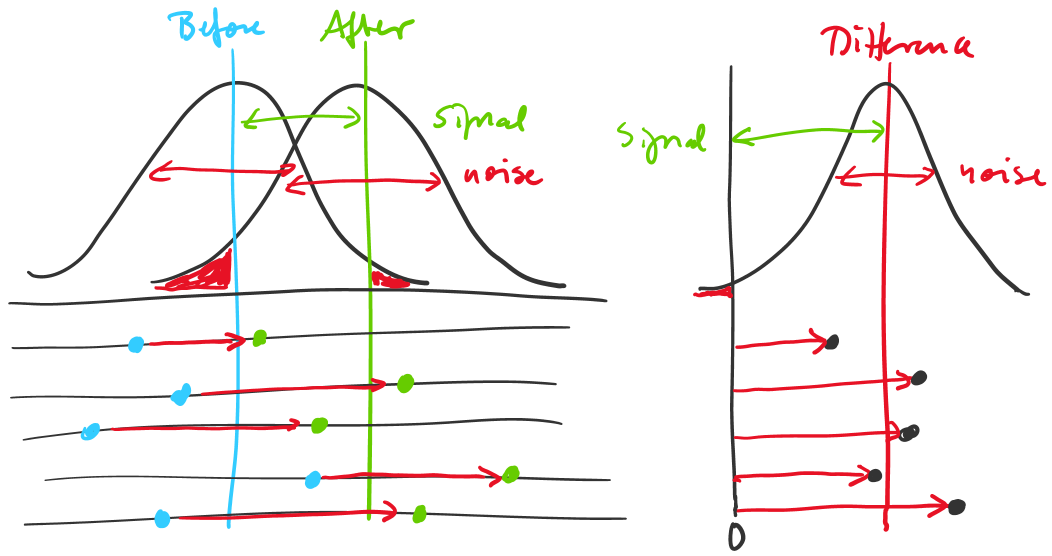 Before
After
Difference
signal
noise
signal
noise
0